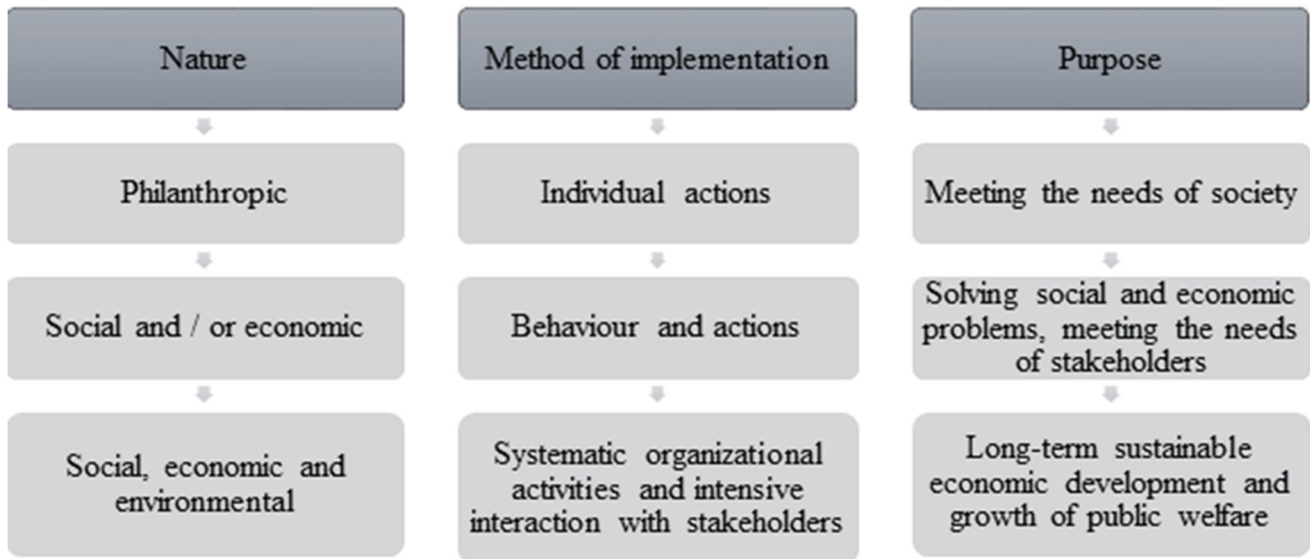 Nature
Philanthropic
Social and / or economic
Social, economic and
environmental
Method of implementation
Individual actions
Behaviour and actions
Systematic organizational
activities and intensive
interaction with stakeholders
Purpose
Meeting the needs of society
Solving social and economic
problems, meeting the needs
of stakeholders
Long-term sustainable
economic development and
growth of public welfare